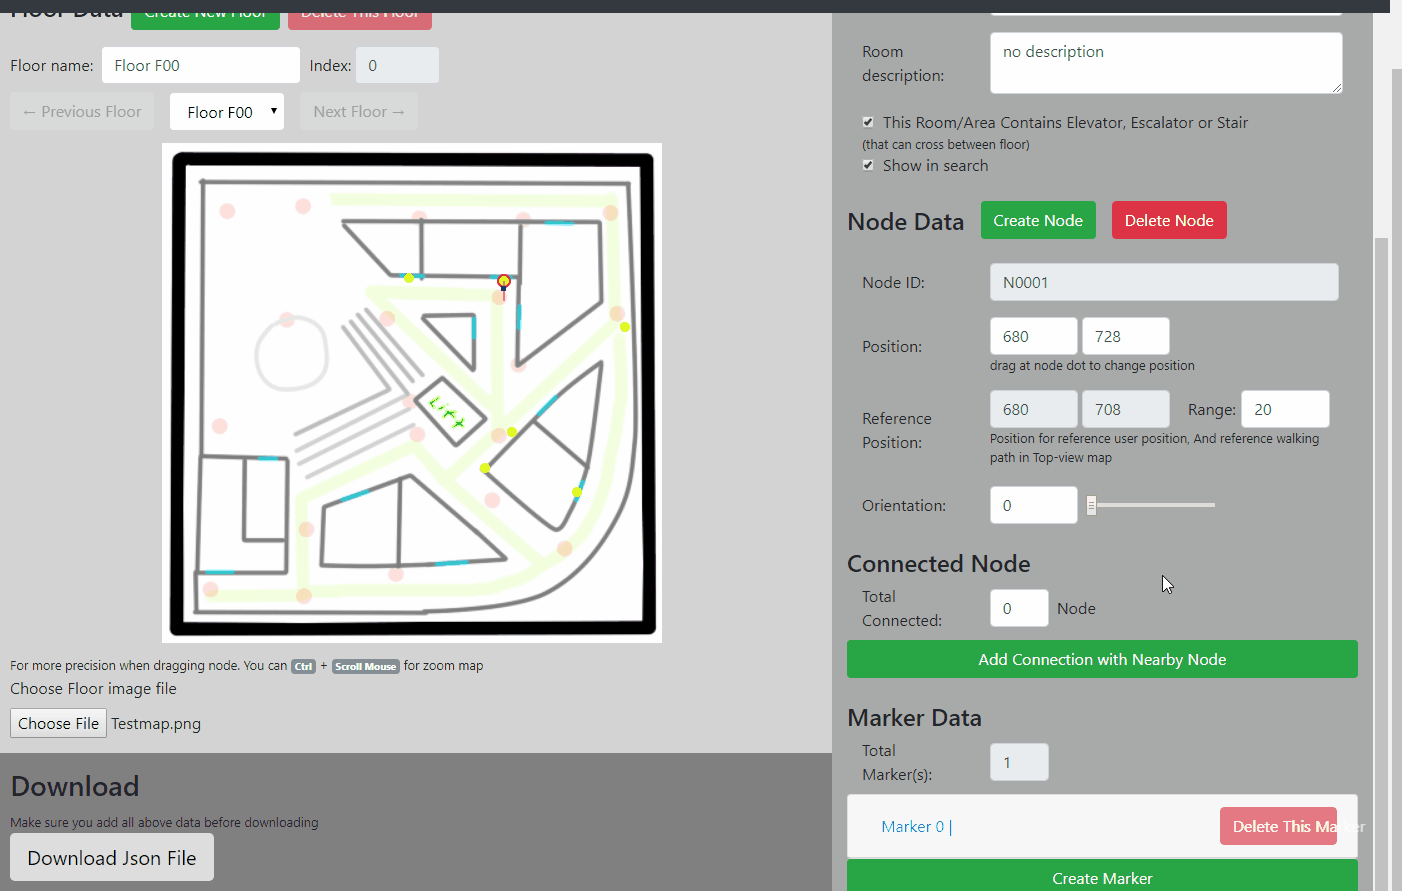 Floor Data Create New Floor Delete This Floor
Floor name: Floor F00 Index: 0
← Previous Floor Floor F00 Next Floor →
LiFT
For more precision when dragging node. You can Ctrl + Scroll Mouse for zoom map
Choose Floor image file
Choose File Testmap.png
Download
Make sure you add all above data before downloading
Download Json File
Room
description:
no description
This Room/Area Contains Elevator, Escalator or Stair
(that can cross between floor)
Show in search
Node Data Create Node Delete Node
Node ID: N0001
Position: 680 728
drag at node dot to change position
Reference
Position:
680 708 Range: 20
Position for reference user position, And reference walking
path in Top-view map
Orientation: 0
Connected Node
Total
Connected:
0 Node
Add Connection with Nearby Node
Marker Data
Total
Marker(s):
1
Marker 0 | Delete This Marker
Create Marker